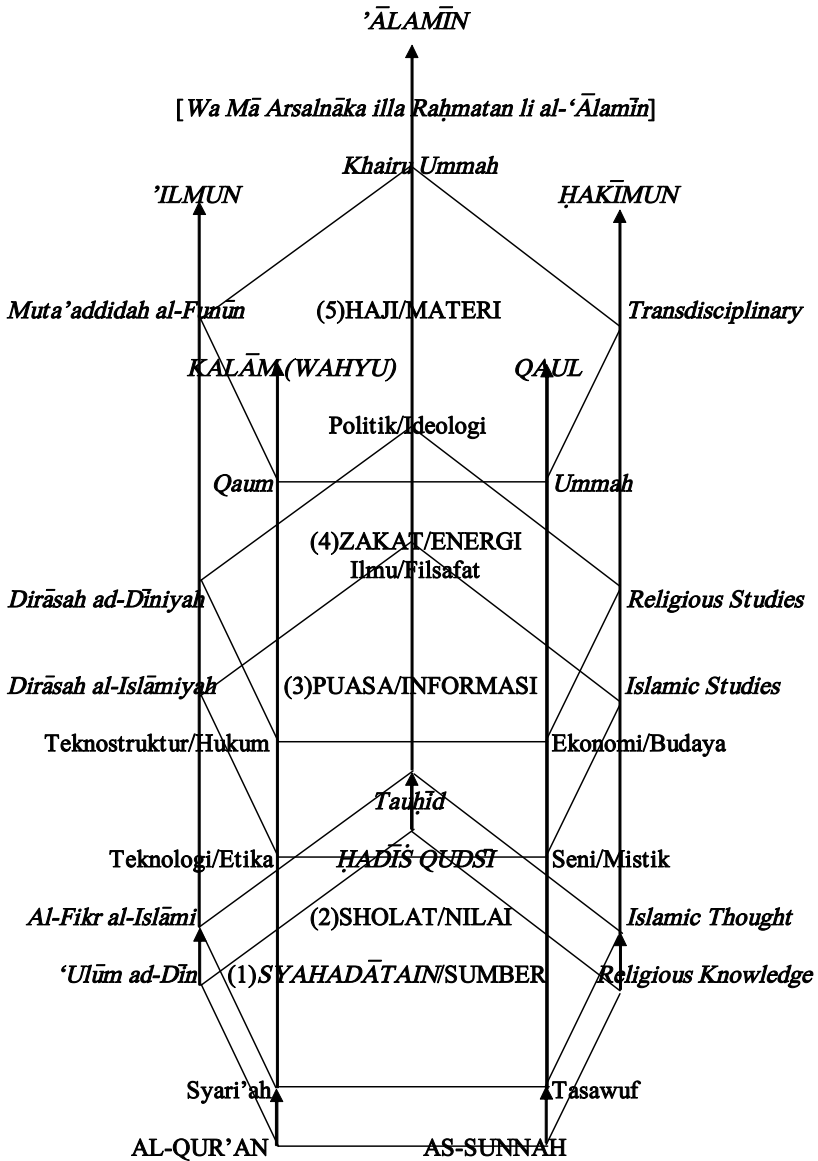 ’ĀLAMĪN
[Wa Mā Arsalnāka illa Raḥmatan li al-‘Ālamīn]
Khairu Ummah
’ILMUN
ḤAKĪMUN
Muta’addidah al-Funūn
(5)HAJI/MATERI
Transdisciplinary
KALĀM (WAHYU)
QAUL
Politik/Ideologi
Qaum
Ummah
(4)ZAKAT/ENERGI
Ilmu/Filsafat
Dirāsah ad-Dīniyah
Religious Studies
Dirāsah al-Islāmiyah
(3)PUASA/INFORMASI
Islamic Studies
Teknostruktur/Hukum
Ekonomi/Budaya
Tauḥīd
Teknologi/Etika
ḤADĪṠ QUDSĪ
Seni/Mistik
Al-Fikr al-Islāmi
(2)SHOLAT/NILAI
Islamic Thought
‘Ulūm ad-Dīn
(1)SYAHADĀTAIN/SUMBER
Religious Knowledge
Syari’ah
Tasawuf
AL-QUR’AN
AS-SUNNAH